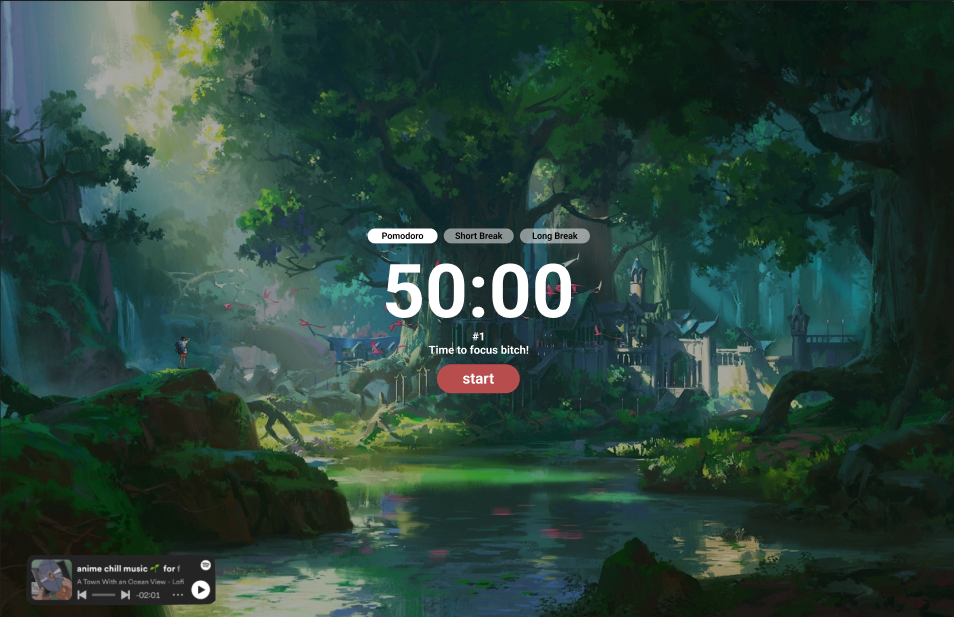 Pomodoro Short Break Long Break
50:00
#1
Time to focus bitch!
start
anime chill music 🌱 for f
A Town With an Ocean View - Lofi
-02:01